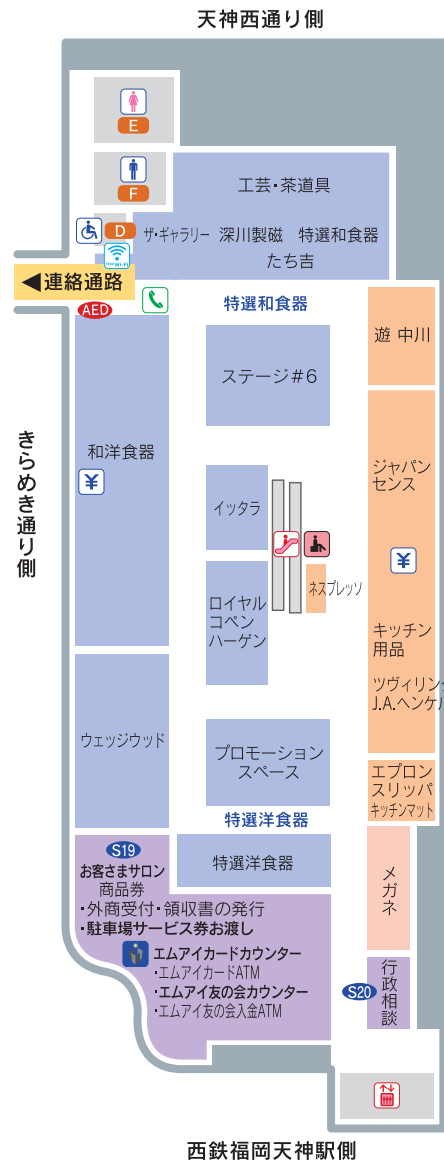 天神西通り側
E
F
工芸・茶道具
D
ザ・ギャラリー 深川製磁 特選和食器
たち吉
Wi-Fi
◀連絡通路
AED
特選和食器
遊 中川
ステージ#6
きらめき通り側
和洋食器
¥
ジャパン
センス
イッタラ
¥
ネスプレッソ
ロイヤル
コペン
ハーゲン
キッチン
用品
ツヴィリング
J.A.ヘンケル
ウェッジウッド
プロモーション
スペース
エプロン
スリッパ
キッチンマット
特選洋食器
S19
お客さまサロン
商品券
・外商受付・領収書の発行
・駐車場サービス券お渡し
特選洋食器
メガネ
エムアイカードカウンター
・エムアイカードATM
・エムアイ友の会カウンター
・エムアイ友の会入金ATM
S20
行政相談
西鉄福岡天神駅側